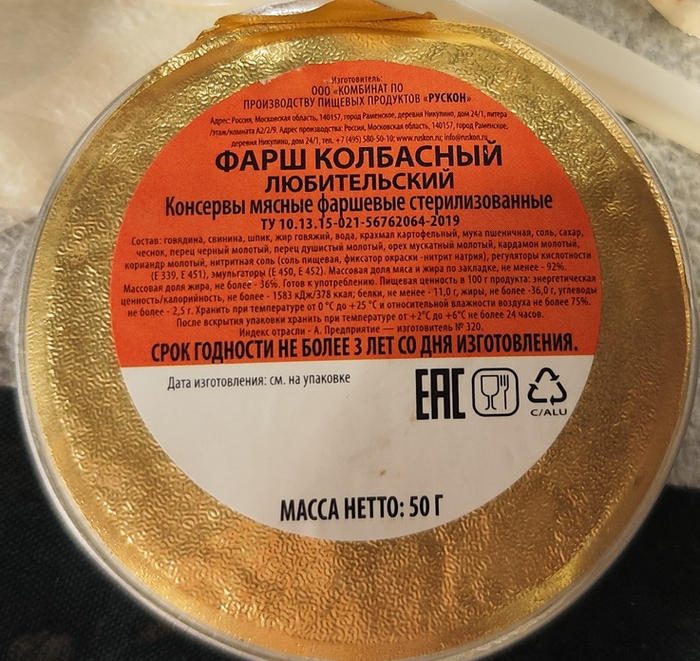 Изготовитель:
ООО «КОМБИНАТ ПО
ПРОИЗВОДСТВУ ПИЩЕВЫХ ПРОДУКТОВ «РУСКОН»
Адрес: Россия, Московская область, 140157, город Раменское, деревня Никулино, дом 24/1, литера
/этаж/комната А2/2/9. Адрес производства: Россия, Московская область, 140157, город Раменское,
деревня Никулино, дом 24/1, тел. +7 (495) 580-50-10; www.ruskon.ru; info@ruskon.ru
ФАРШ КОЛБАСНЫЙ
ЛЮБИТЕЛЬСКИЙ
Консервы мясные фаршевые стерилизованные
ТУ 10.13.15-021-56762064-2019
Состав: говядина, свинина, шпик, жир говяжий, вода, крахмал картофельный, мука пшеничная, соль, сахар,
чеснок, перец черный молотый, перец душистый молотый, орех мускатный молотый, кардамон молотый,
кориандр молотый, нитритная соль (соль пищевая, фиксатор окраски -нитрит натрия), регуляторы кислотности
(Е 339, Е 451), эмульгаторы (Е 450, Е 452). Массовая доля мяса и жира по закладке, не менее - 92%.
Массовая доля жира, не более - 36%. Готов к употреблению. Пищевая ценность в 100 г продукта: энергетическая
ценность/калорийность, не более - 1583 кДж/378 ккал; белки, не менее - 11,0 г, жиры, не более -36,0 г, углеводы
не более - 2,5 г. Хранить при температуре от 0 °С до +25 °С и относительной влажности воздуха не более 75%.
После вскрытия упаковки хранить при температуре от +2°С до +6°С не более 24 часов.
Индекс отрасли - А. Предприятие — изготовитель № 320.
СРОК ГОДНОСТИ НЕ БОЛЕЕ 3 ЛЕТ СО ДНЯ ИЗГОТОВЛЕНИЯ.
Дата изготовления: см. на упаковке
ЕАС
C/ALU
МАССА НЕТТО: 50 Г